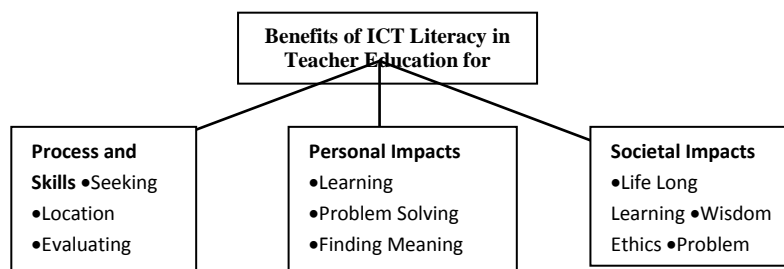 Benefits of ICT Literacy in
Teacher Education for
Process and
Skills •Seeking
•Location
•Evaluating
Personal Impacts
•Learning
•Problem Solving
•Finding Meaning
Societal Impacts
•Life Long
Learning •Wisdom
Ethics •Problem